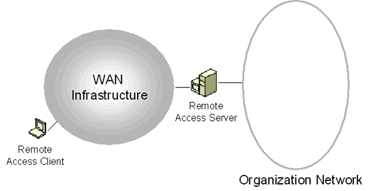 WAN
Infrastructure
Remote
Access Server
Remote
Access Client
Organization Network